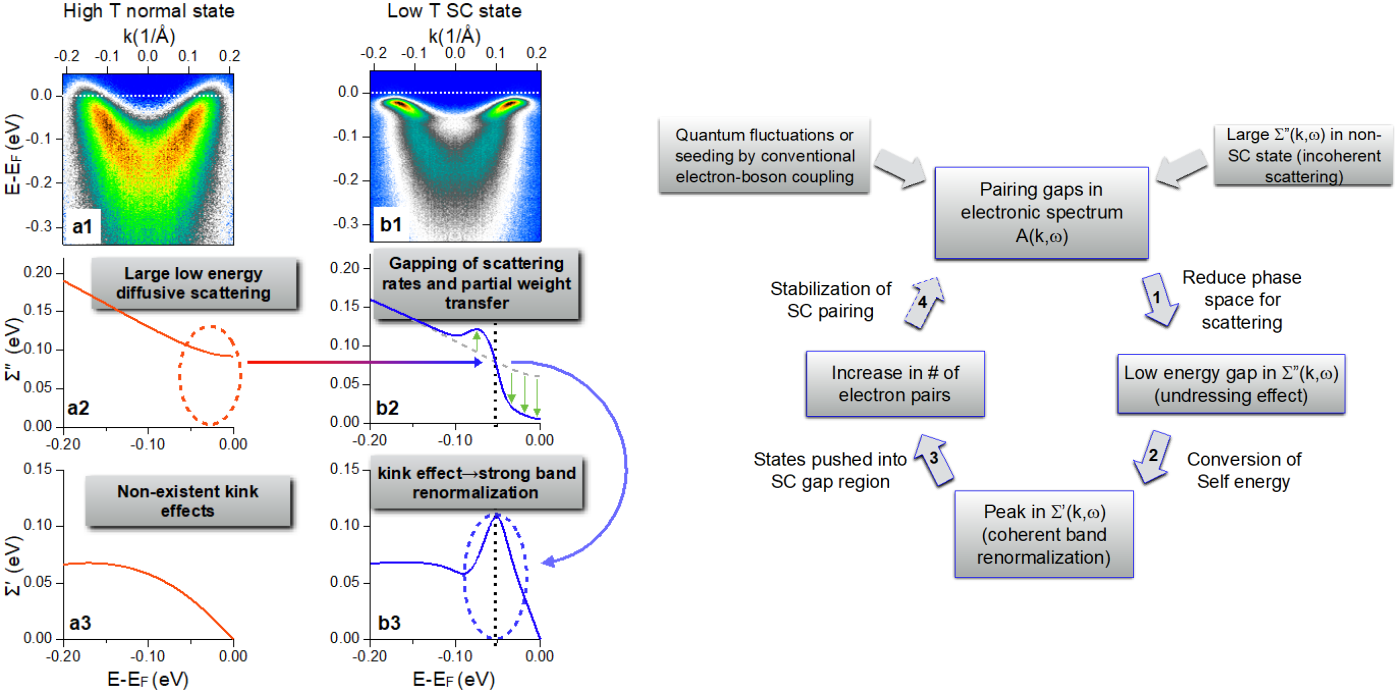 High T normal state
k(1/Å)
-0.2 -0.1 0.0 0.1 0.2
E-EF (eV)
0.0
-0.1
-0.2
-0.3
a1
Low T SC state
k(1/Å)
-0.2 -0.1 0.0 0.1 0.2
0.0
-0.1
-0.2
-0.3
b1
Σ″ (eV)
0.20
0.15
0.10
0.05
0.00
Large low energy
diffusive scattering
a2
-0.20 -0.10 0.00
0.20
0.15
0.10
0.05
0.00
Gapping of scattering
rates and partial weight
transfer
b2
-0.20 -0.10 0.00
Σ′ (eV)
0.15
0.10
0.05
0.00
Non-existent kink
effects
a3
-0.20 -0.10 0.00
E-EF (eV)
0.15
0.10
0.05
0.00
kink effect→strong band
renormalization
b3
-0.20 -0.10 0.00
E-EF (eV)
Quantum fluctuations or
seeding by conventional
electron-boson coupling
Large Σ″(k,ω) in non-
SC state (incoherent
scattering)
Pairing gaps in
electronic spectrum
A(k,ω)
1
Reduce phase
space for
scattering
Low energy gap in Σ″(k,ω)
(undressing effect)
2
Conversion of
Self energy
Peak in Σ′(k,ω)
(coherent band
renormalization)
3
States pushed into
SC gap region
Increase in # of
electron pairs
4
Stabilization of
SC pairing